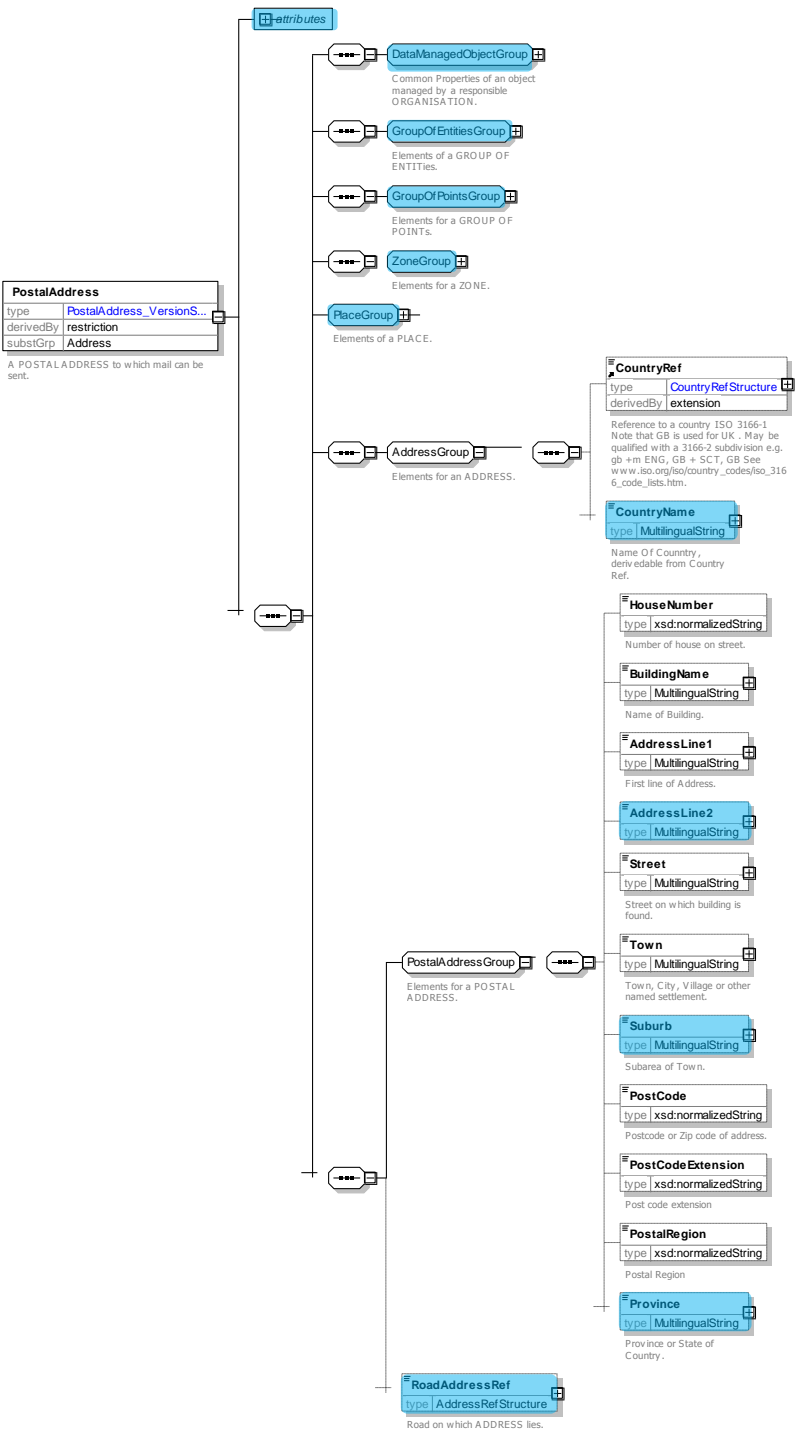 attributes
DataManagedObjectGroup
Common Properties of an object
managed by a responsible
ORGANISATION.
GroupOfEntitiesGroup
Elements of a GROUP OF
ENTITies.
GroupOfPointsGroup
Elements for a GROUP OF
POINTs.
ZoneGroup
Elements for a ZONE.
PostalAddress
type PostalAddress_VersionS...
derivedBy restriction
substGrp Address
A POSTAL ADDRESS to which mail can be
sent.
PlaceGroup
Elements of a PLACE.
AddressGroup
Elements for an ADDRESS.
CountryRef
type CountryRefStructure
derivedBy extension
Reference to a country ISO 3166-1
Note that GB is used for UK . May be
qualified with a 3166-2 subdivision e.g.
gb +m ENG, GB + SCT, GB See
www.iso.org/iso/country_codes/iso_316
6_code_lists.htm.
CountryName
type MultilingualString
Name Of Counntry,
derivedable from Country
Ref.
HouseNumber
type xsd:normalizedString
Number of house on street.
BuildingName
type MultilingualString
Name of Building.
AddressLine1
type MultilingualString
First line of Address.
AddressLine2
type MultilingualString
Street
type MultilingualString
Street on which building is
found.
PostalAddressGroup
Elements for a POSTAL
ADDRESS.
Town
type MultilingualString
Town, City, Village or other
named settlement.
Suburb
type MultilingualString
Subarea of Town.
PostCode
type xsd:normalizedString
Postcode or Zip code of address.
PostCodeExtension
type xsd:normalizedString
Post code extension
PostalRegion
type xsd:normalizedString
Postal Region
Province
type MultilingualString
Province or State of
Country.
RoadAddressRef
type AddressRefStructure
Road on which ADDRESS lies.